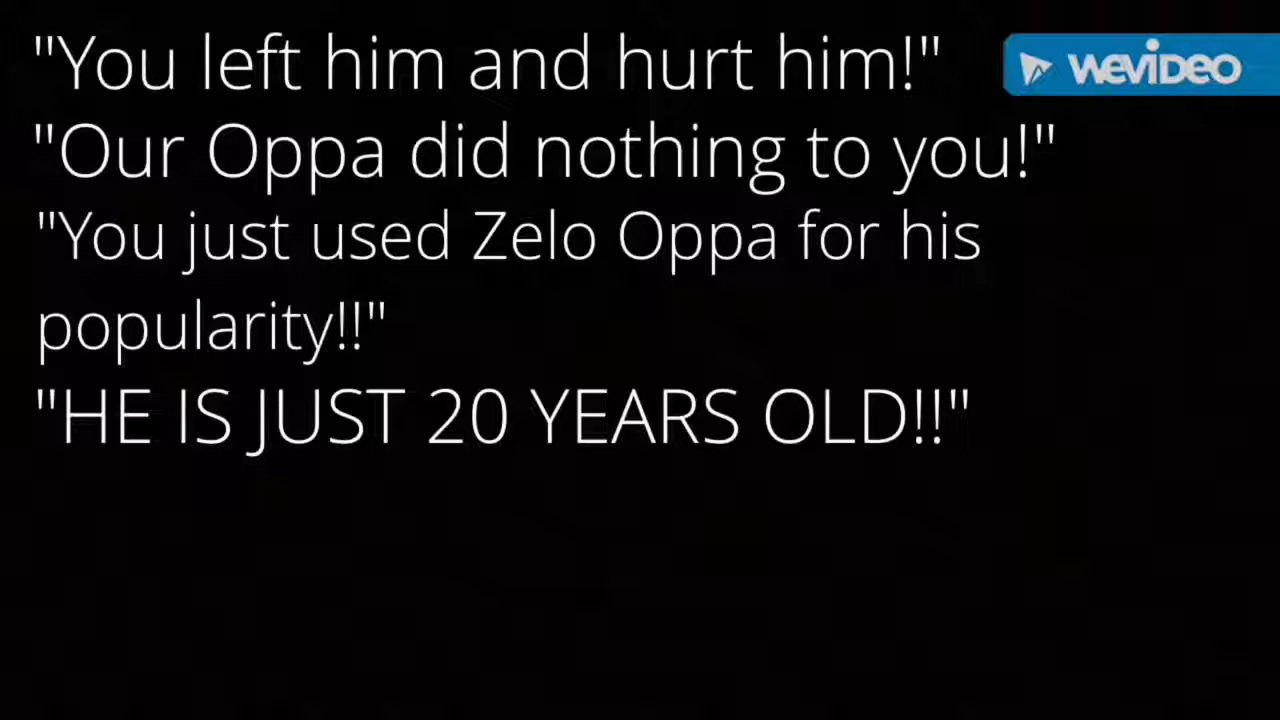 "You left him and hurt him!"
WEVIDEO
"Our Oppa did nothing to you!"
"You just used Zelo Oppa for his
popularity!!"
"HE IS JUST 20 YEARS OLD!!"